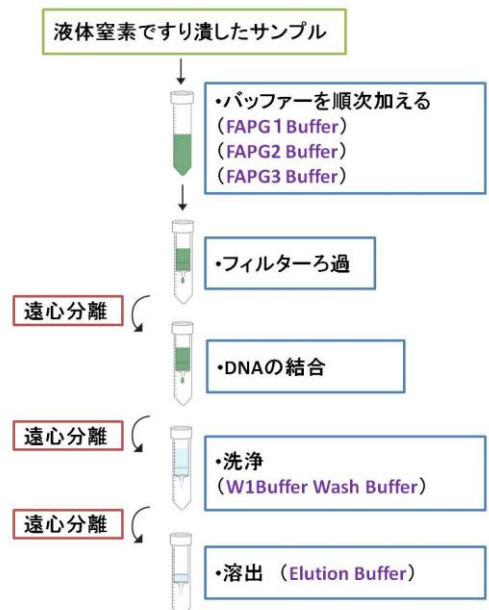 液体窒素ですり潰したサンプル
・バッファーを順次加える
（FAPG１Buffer）
（FAPG2 Buffer）
（FAPG3 Buffer）
・フィルターろ過
遠心分離
・DNAの結合
遠心分離
・洗浄
（W1Buffer Wash Buffer）
遠心分離
・溶出 （Elution Buffer）